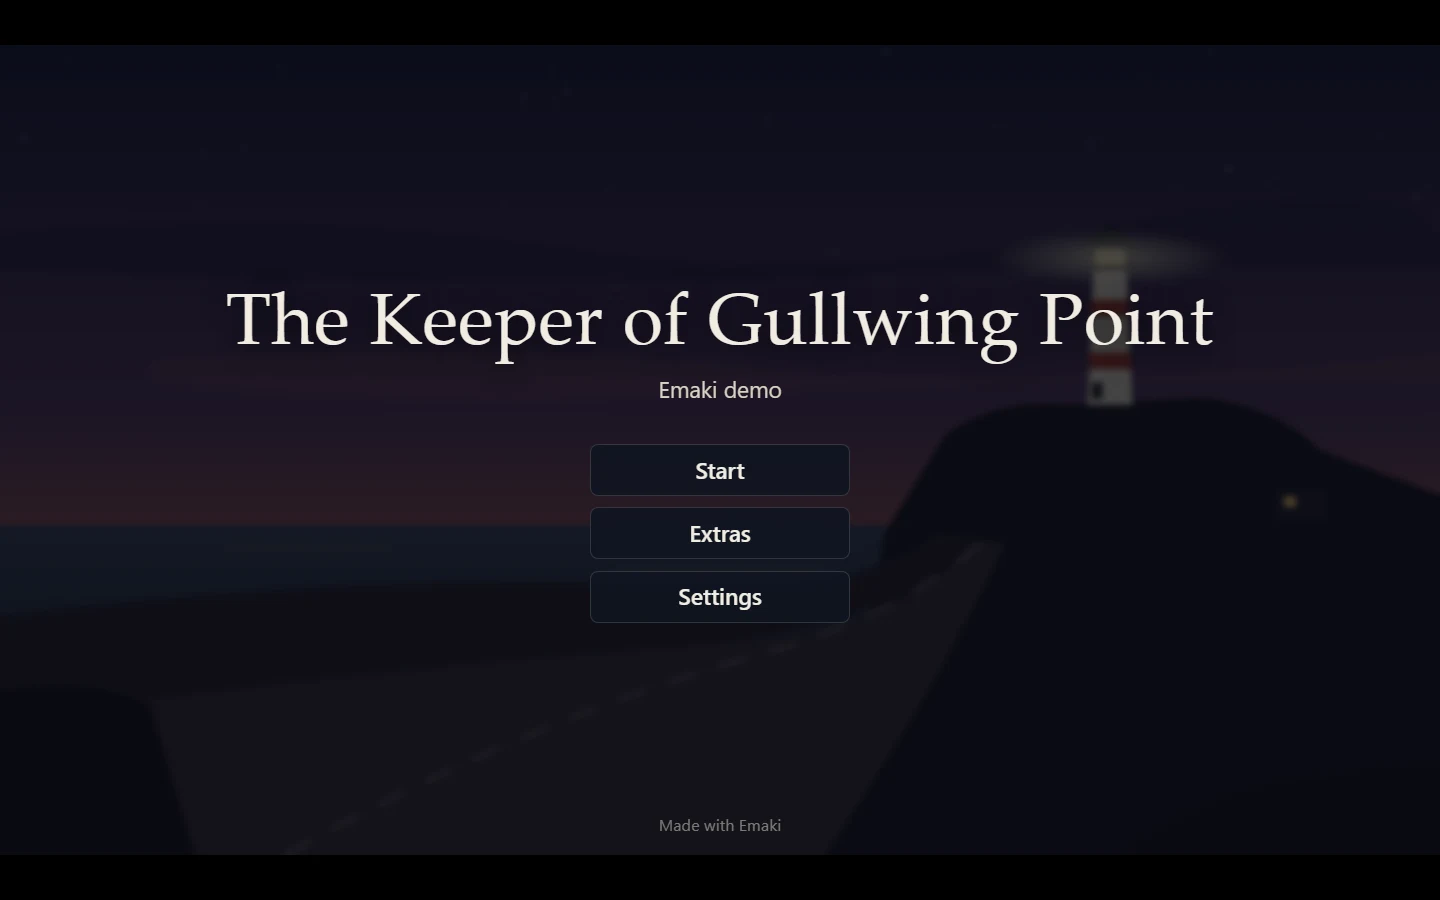 The Keeper of Gullwing Point
Emaki demo
Start
Extras
Settings
Made with Emaki